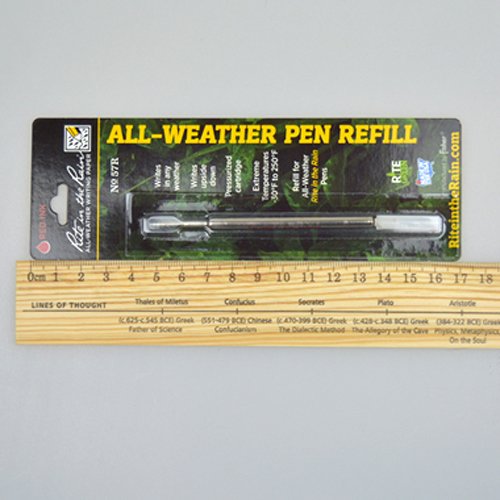 ALL-WEATHER PEN REFILL
RED INK
Rite in the Rain
ALL-WEATHER WRITING PAPER
No 57R
Writes
in any
weather
Writes
upside
down
Pressurized
cartridge
Extreme
Temperatures
-30°F to 250°F
Refill for
All-Weather
Rite in the Rain
Pens
Fisher
RiteintheRain.com
0cm 1 2 3 4 5 6 7 8 9 10 11 12 13 14 15 16 17 18
LINES OF THOUGHT
Thales of Miletus
(c.625-c.545 BCE) Greek
Father of Science
Confucius
(551-479 BCE) Chinese
Confucianism
Socrates
(c.470-399 BCE) Greek
The Dialectic Method
Plato
(c.428-c.348 BCE) Greek
The Allegory of the Cave
Aristotle
(384-322 BCE) Greek
Physics, Metaphysics
On the Soul